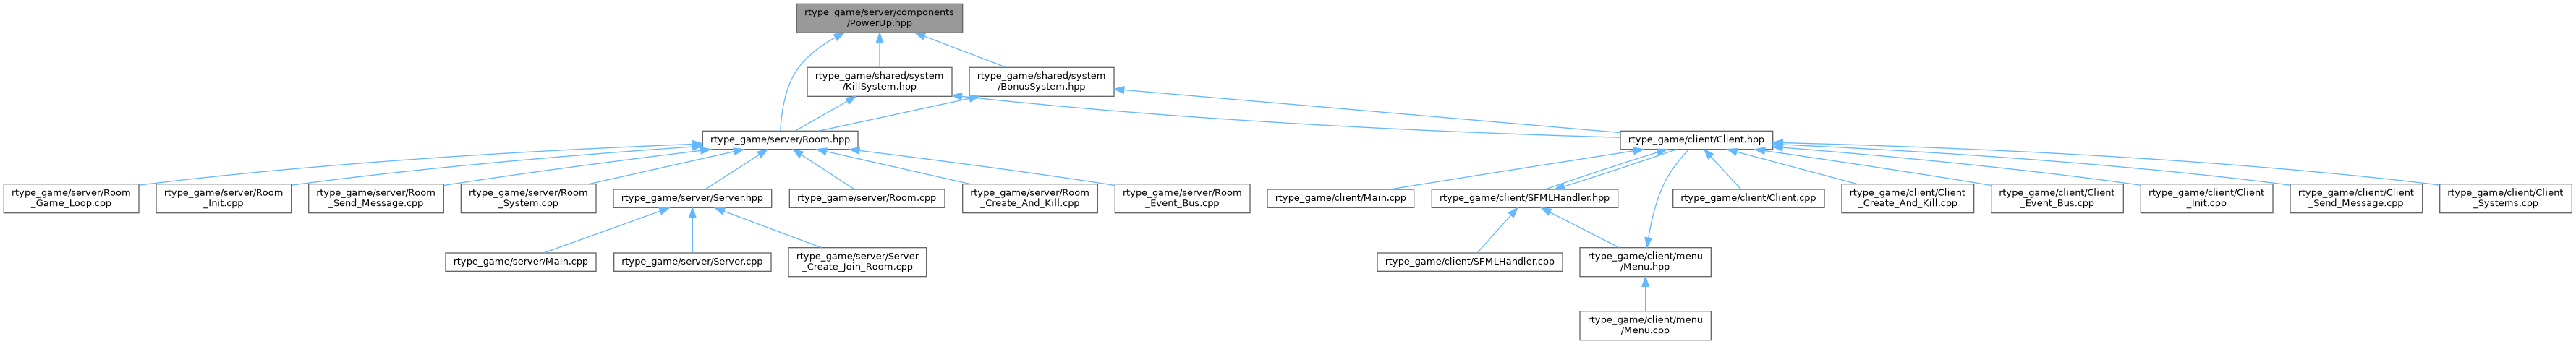 rtype_game/server/components
/PowerUp.hpp
rtype_game/shared/system
/KillSystem.hpp
rtype_game/shared/system
/BonusSystem.hpp
rtype_game/server/Room.hpp
rtype_game/client/Client.hpp
rtype_game/server/Room
_Game_Loop.cpp
rtype_game/server/Room
_Init.cpp
rtype_game/server/Room
_Send_Message.cpp
rtype_game/server/Room
_System.cpp
rtype_game/server/Server.hpp
rtype_game/server/Room.cpp
rtype_game/server/Room
_Create_And_Kill.cpp
rtype_game/server/Room
_Event_Bus.cpp
rtype_game/client/Main.cpp
rtype_game/client/SFMLHandler.hpp
rtype_game/client/Client.cpp
rtype_game/client/Client
_Create_And_Kill.cpp
rtype_game/client/Client
_Event_Bus.cpp
rtype_game/client/Client
_Init.cpp
rtype_game/client/Client
_Send_Message.cpp
rtype_game/client/Client
_Systems.cpp
rtype_game/server/Main.cpp
rtype_game/server/Server.cpp
rtype_game/server/Server
_Create_Join_Room.cpp
rtype_game/client/SFMLHandler.cpp
rtype_game/client/menu
/Menu.hpp
rtype_game/client/menu
/Menu.cpp